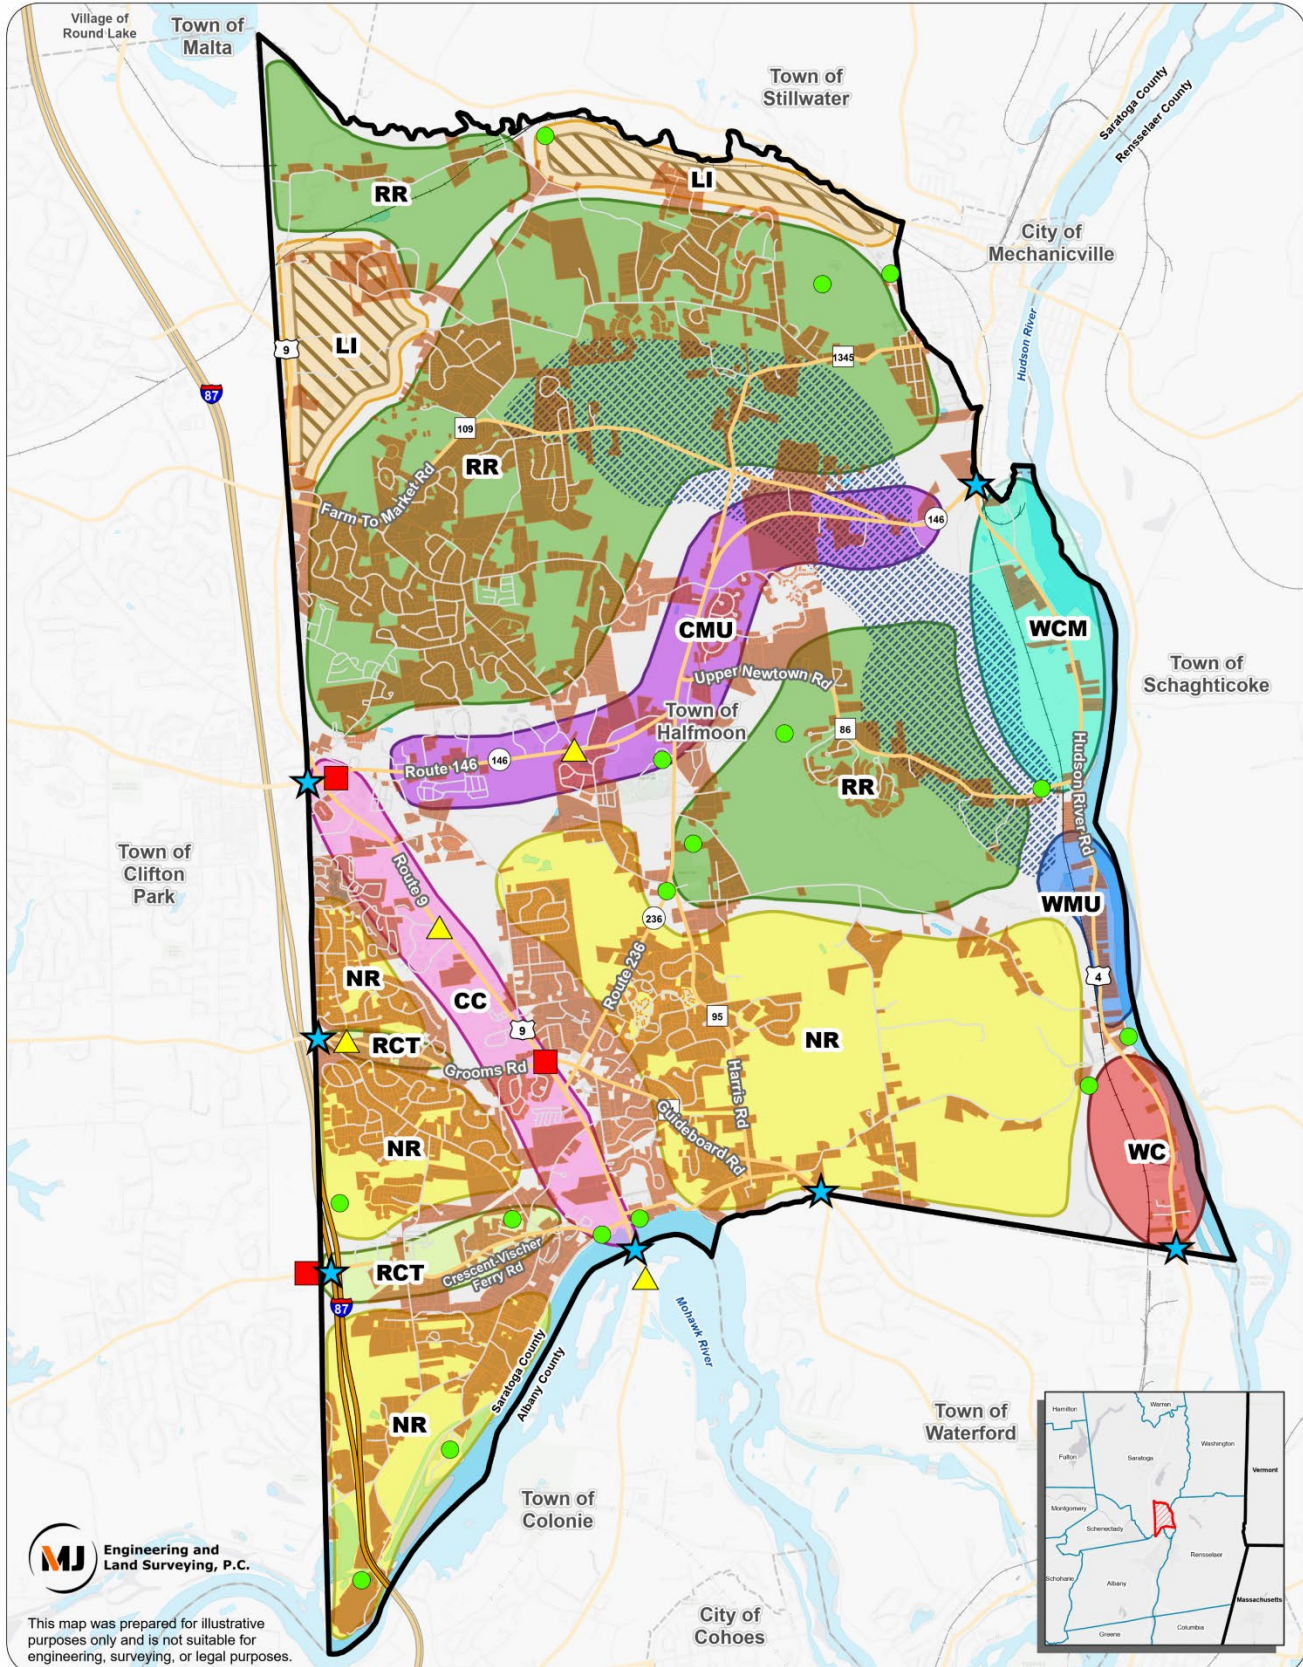 Village of
Round Lake
Town of
Malta
Town of
Stillwater
Saratoga County
Rensselaer County
RR
LI
City of
Mechanicville
Hudson River
9
LI
1345
87
109
RR
Farm To Market Rd
146
CMU
WCM
Upper Newtown Rd
Town of
Schaghticoke
Town of
Halfmoon
86
Route 146
146
RR
Hudson River Rd
Town of
Clifton
Park
Route 9
WMU
236
NR
Route 236
4
CC
95
9
NR
RCT
Grooms Rd
Harris Rd
Guideboard Rd
NR
WC
RCT
Crescent-Vischer
Ferry Rd
87
Mohawk River
Saratoga County
Albany County
NR
Town of
Waterford
Town of
Colonie
City of
Cohoes
MJ
Engineering and
Land Surveying, P.C.
This map was prepared for illustrative
purposes only and is not suitable for
engineering, surveying, or legal purposes.
Hamilton
Warren
Fulton
Saratoga
Washington
Vermont
Montgomery
Schenectady
Rensselaer
Schoharie
Albany
Massachusetts
Greene
Columbia